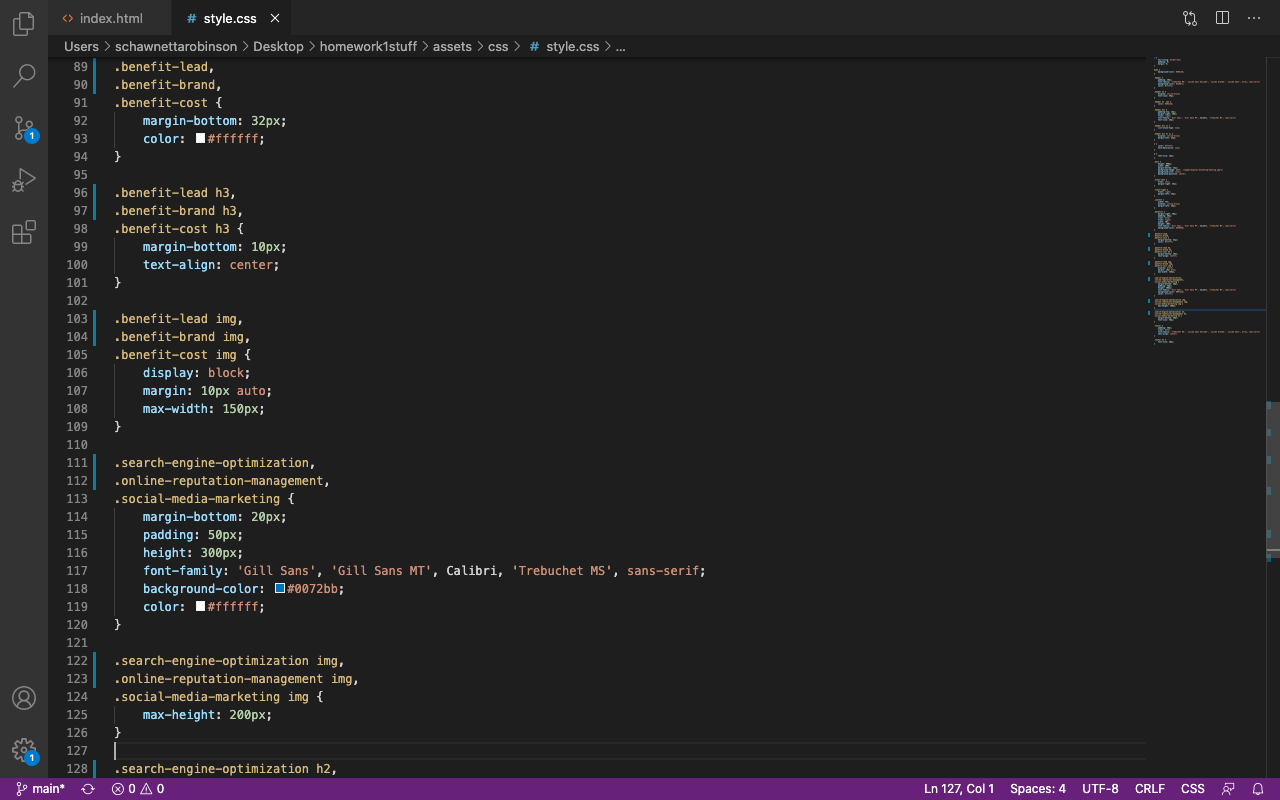 index.html
style.css
Users > schawnettarobinson > Desktop > homework1stuff > assets > css > # style.css > ...
89 .benefit-lead,
90 .benefit-brand,
91 .benefit-cost {
92 margin-bottom: 32px;
93 color: #ffffff;
94 }
95
96 .benefit-lead h3,
97 .benefit-brand h3,
98 .benefit-cost h3 {
99 margin-bottom: 10px;
100 text-align: center;
101 }
102
103 .benefit-lead img,
104 .benefit-brand img,
105 .benefit-cost img {
106 display: block;
107 margin: 10px auto;
108 max-width: 150px;
109 }
110
111 .search-engine-optimization,
112 .online-reputation-management,
113 .social-media-marketing {
114 margin-bottom: 20px;
115 padding: 50px;
116 height: 300px;
117 font-family: 'Gill Sans', 'Gill Sans MT', Calibri, 'Trebuchet MS', sans-serif;
118 background-color: #0072bb;
119 color: #ffffff;
120 }
121
122 .search-engine-optimization img,
123 .online-reputation-management img,
124 .social-media-marketing img {
125 max-height: 200px;
126 }
127
128 .search-engine-optimization h2,
1
1
main* 0 0 Ln 127, Col 1 Spaces: 4 UTF-8 CRLF CSS